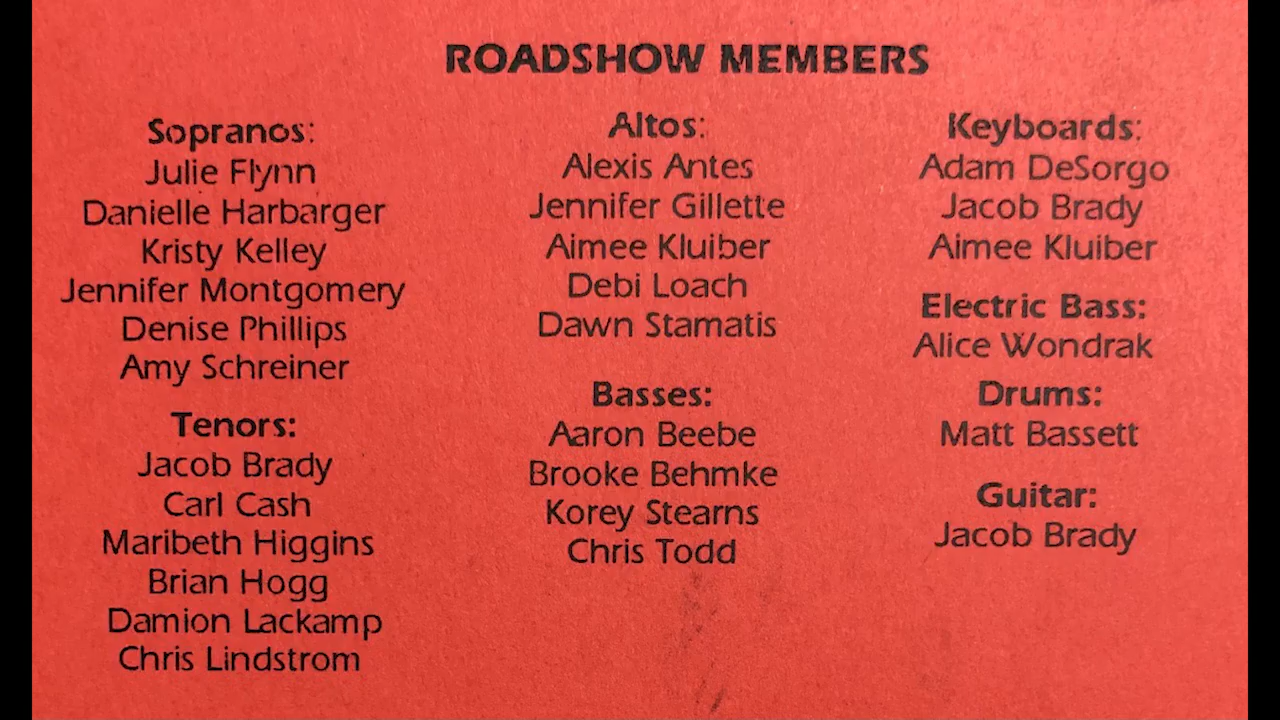 ROADSHOW MEMBERS
Sopranos:
Julie Flynn
Danielle Harbarger
Kristy Kelley
Jennifer Montgomery
Denise Phillips
Amy Schreiner
Tenors:
Jacob Brady
Carl Cash
Maribeth Higgins
Brian Hogg
Damion Lackamp
Chris Lindstrom
Altos:
Alexis Antes
Jennifer Gillette
Aimee Kluiber
Debi Loach
Dawn Stamatis
Basses:
Aaron Beebe
Brooke Behmke
Korey Stearns
Chris Todd
Keyboards:
Adam DeSorgo
Jacob Brady
Aimee Kluiber
Electric Bass:
Alice Wondrak
Drums:
Matt Bassett
Guitar:
Jacob Brady